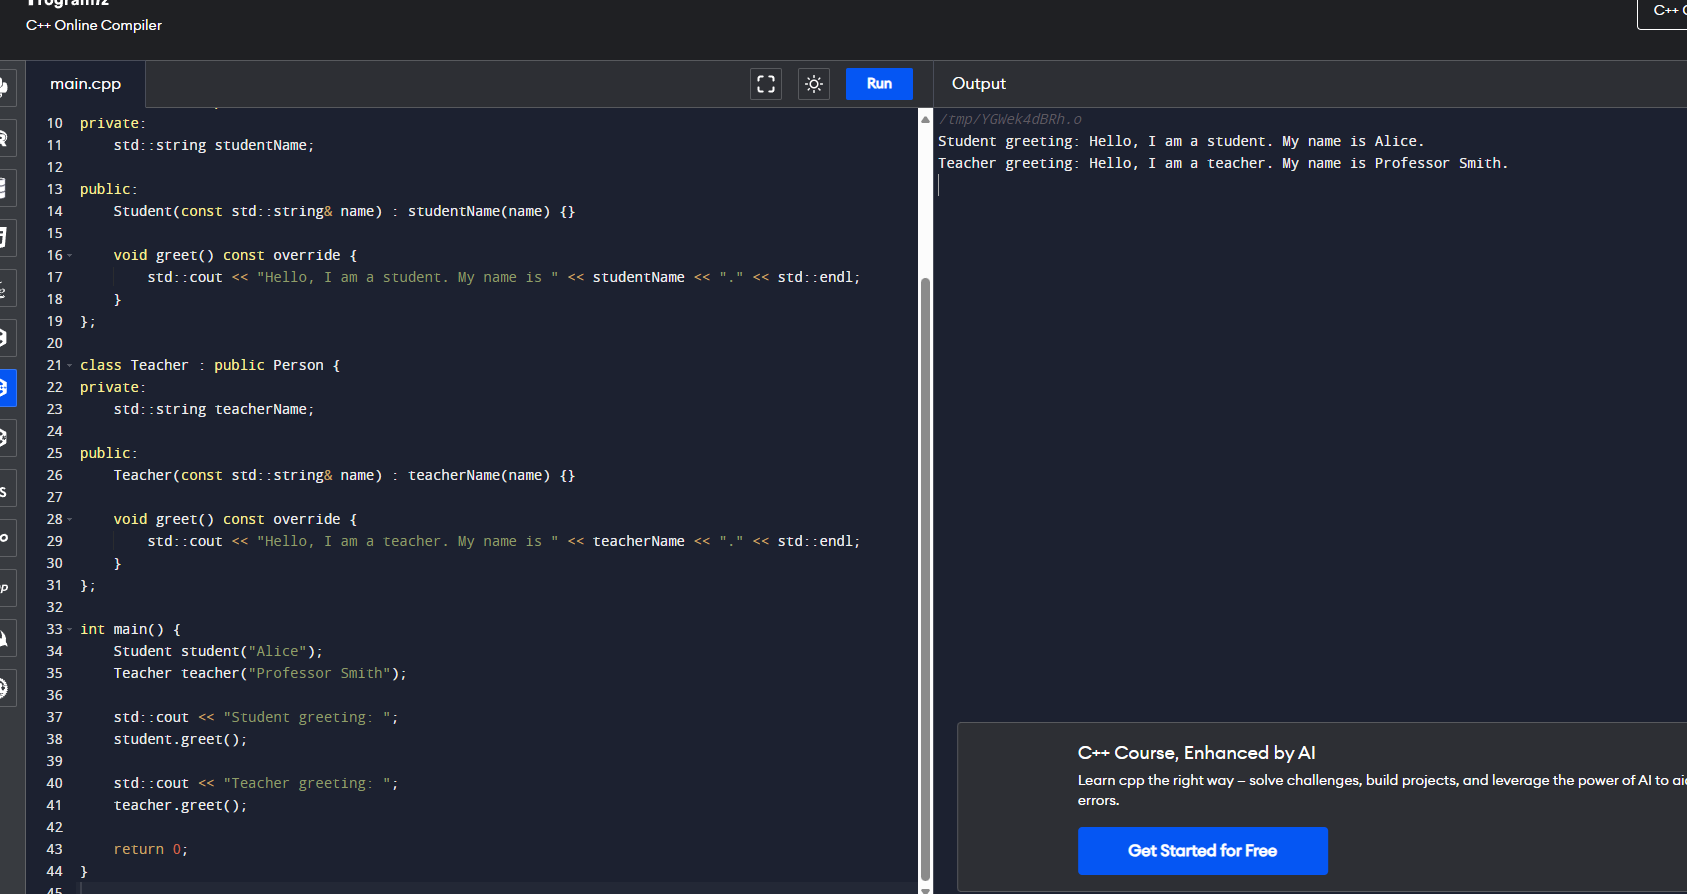 C++ Online Compiler
C++
main.cpp
Run
Output
10 private:
11 std::string studentName;
12
13 public:
14 Student(const std::string& name) : studentName(name) {}
15
16 void greet() const override {
17 std::cout << "Hello, I am a student. My name is " << studentName << "." << std::endl;
18 }
19 };
20
21 class Teacher : public Person {
22 private:
23 std::string teacherName;
24
25 public:
26 Teacher(const std::string& name) : teacherName(name) {}
27
28 void greet() const override {
29 std::cout << "Hello, I am a teacher. My name is " << teacherName << "." << std::endl;
30 }
31 };
32
33 int main() {
34 Student student("Alice");
35 Teacher teacher("Professor Smith");
36
37 std::cout << "Student greeting: ";
38 student.greet();
39
40 std::cout << "Teacher greeting: ";
41 teacher.greet();
42
43 return 0;
44 }
45
/tmp/YGWek4dBRh.o
Student greeting: Hello, I am a student. My name is Alice.
Teacher greeting: Hello, I am a teacher. My name is Professor Smith.
C++ Course, Enhanced by AI
Learn cpp the right way – solve challenges, build projects, and leverage the power of AI to
errors.
Get Started for Free